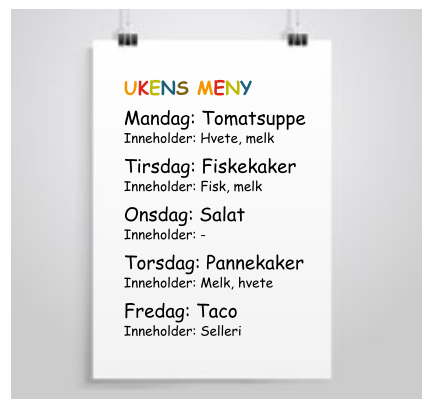 UKENS MENY
Mandag: Tomatsuppe
Inneholder: Hvete, melk
Tirsdag: Fiskekaker
Inneholder: Fisk, melk
Onsdag: Salat
Inneholder: -
Torsdag: Pannekaker
Inneholder: Melk, hvete
Fredag: Taco
Inneholder: Selleri